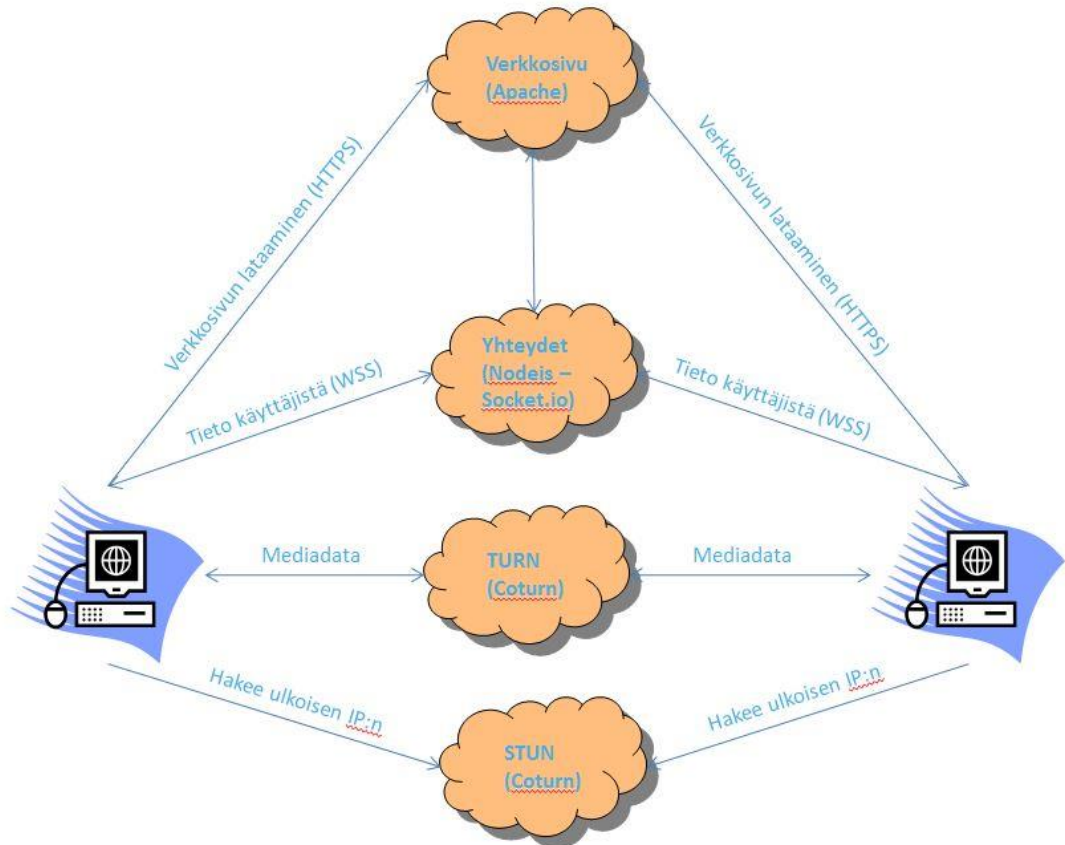 Verkkosivu
(Apache)
Verkkosivun lataaminen (HTTPS)
Verkkosivun lataaminen (HTTPS)
Yhteydet
(Nodejs –
Socket.io)
Tieto käyttäjistä (WSS)
Tieto käyttäjistä (WSS)
Mediadata
TURN
(Coturn)
Mediadata
Hakee ulkoisen IP:n
Hakee ulkoisen IP:n
STUN
(Coturn)